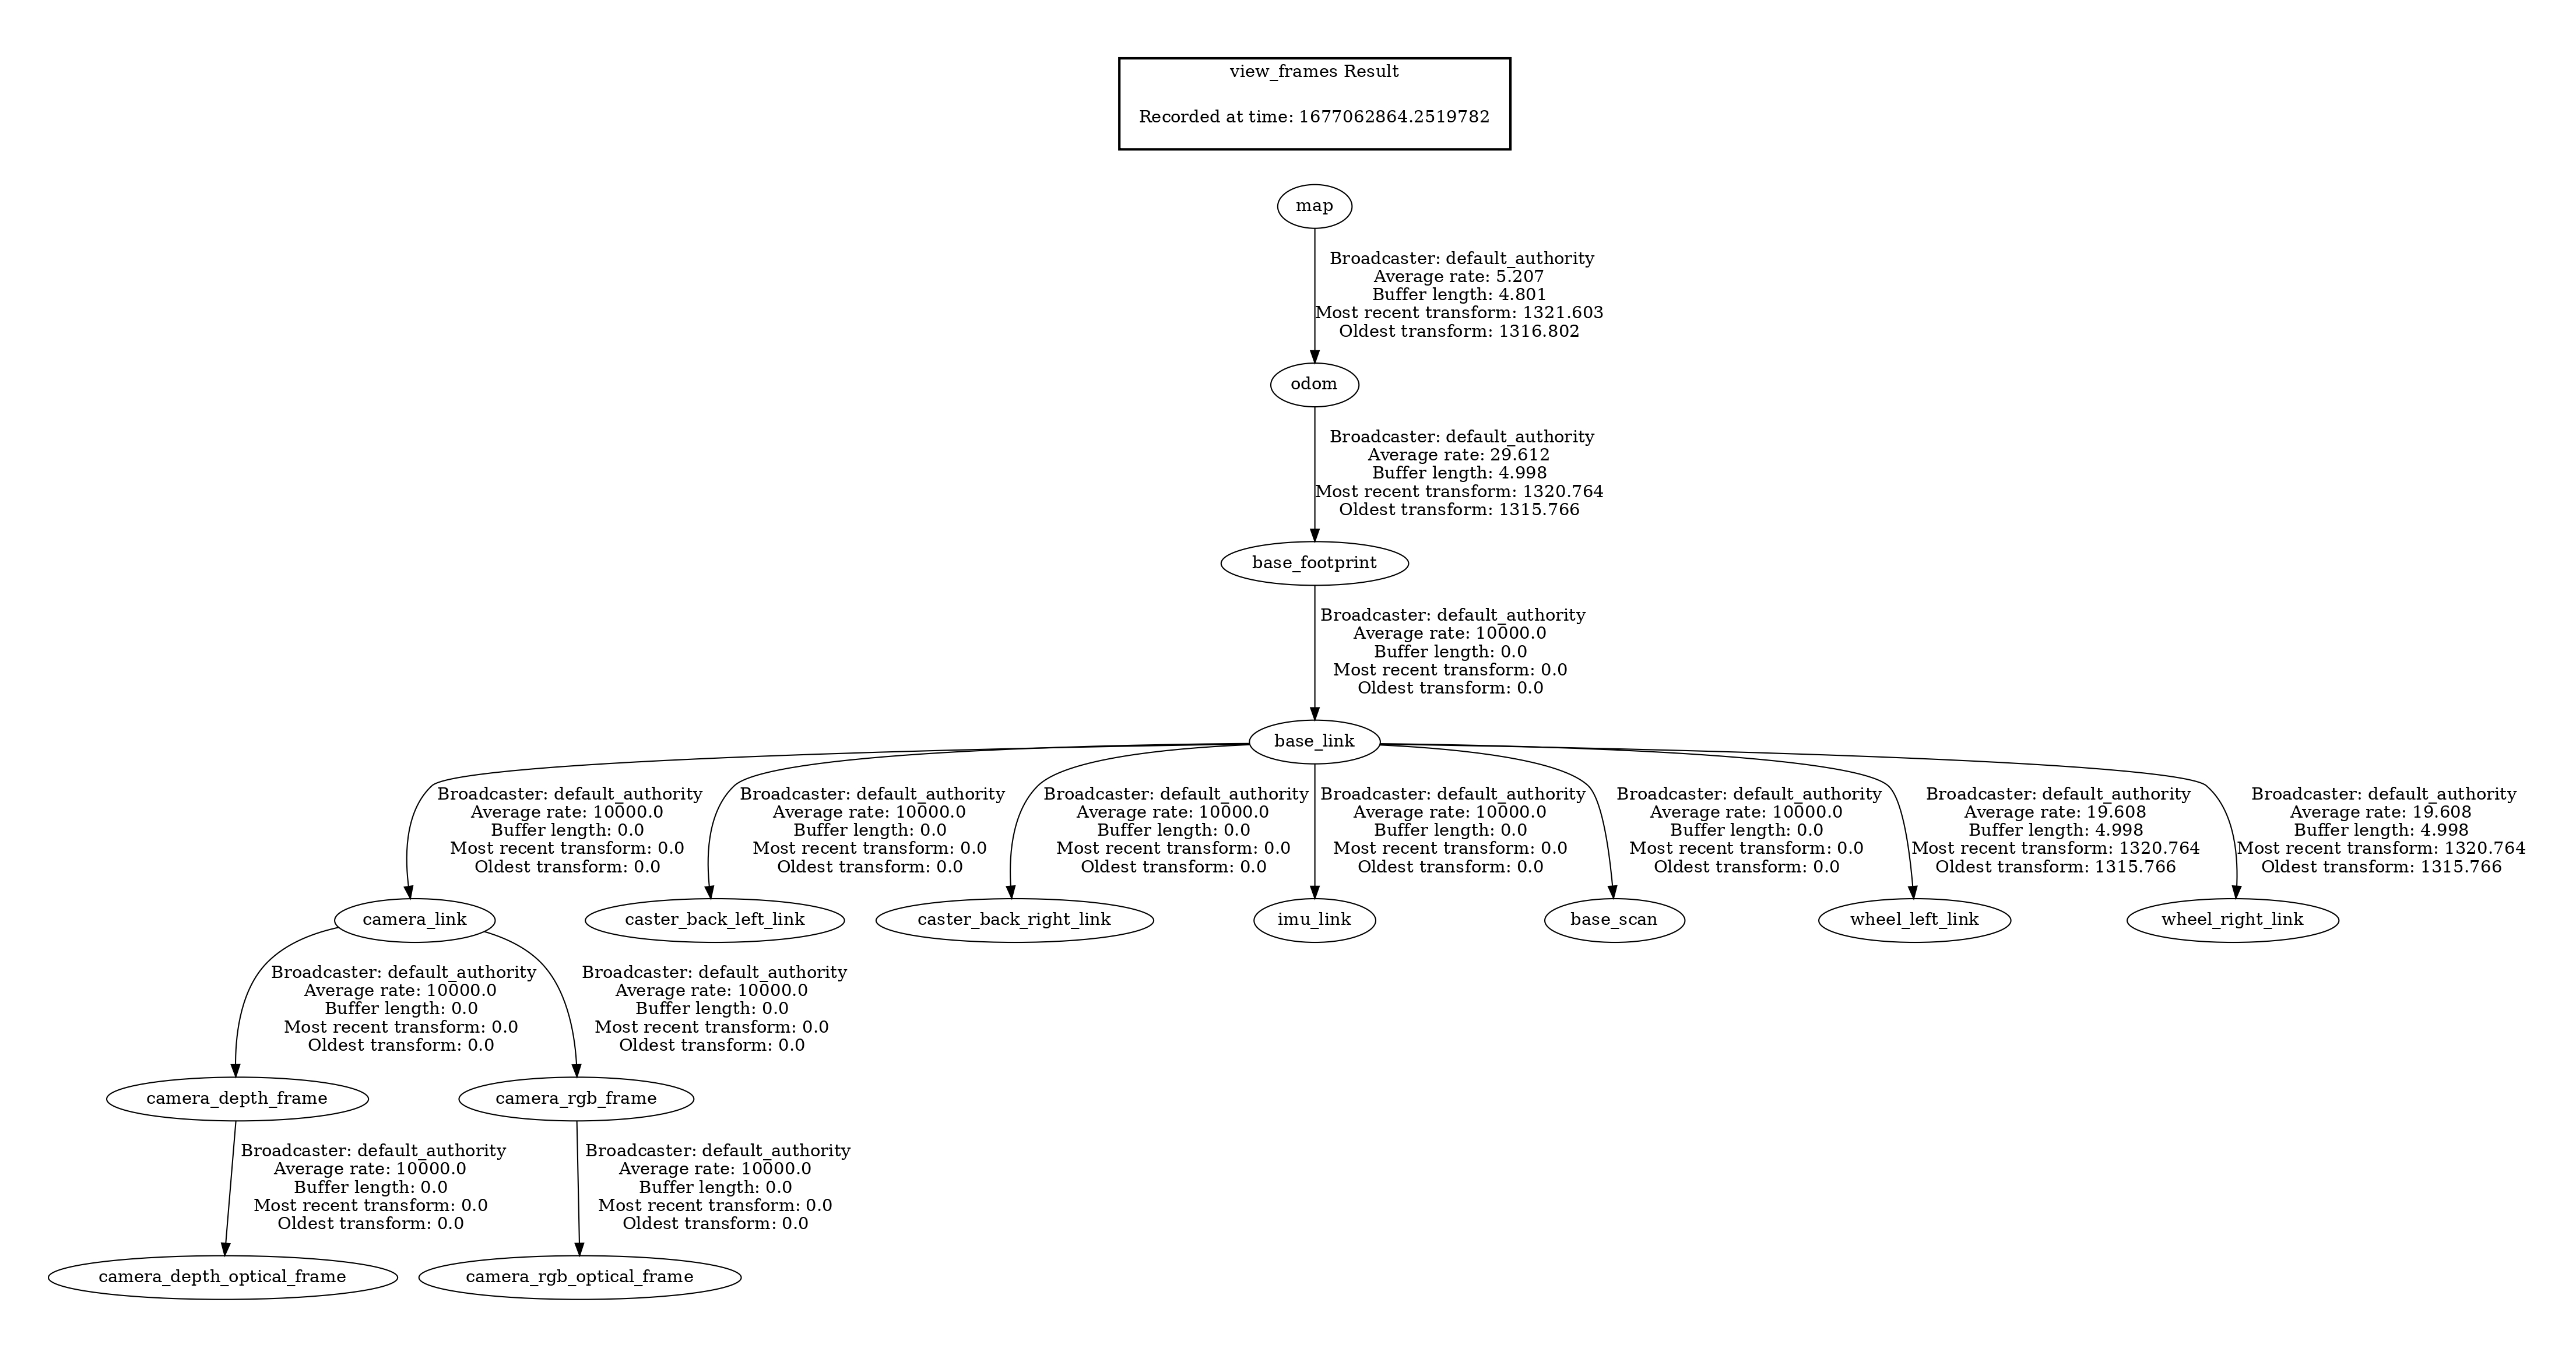 view_frames Result
Recorded at time: 1677062864.2519782
map
Broadcaster: default_authority
Average rate: 5.207
Buffer length: 4.801
Most recent transform: 1321.603
Oldest transform: 1316.802
odom
Broadcaster: default_authority
Average rate: 29.612
Buffer length: 4.998
Most recent transform: 1320.764
Oldest transform: 1315.766
base_footprint
Broadcaster: default_authority
Average rate: 10000.0
Buffer length: 0.0
Most recent transform: 0.0
Oldest transform: 0.0
base_link
Broadcaster: default_authority
Average rate: 10000.0
Buffer length: 0.0
Most recent transform: 0.0
Oldest transform: 0.0
Broadcaster: default_authority
Average rate: 10000.0
Buffer length: 0.0
Most recent transform: 0.0
Oldest transform: 0.0
Broadcaster: default_authority
Average rate: 10000.0
Buffer length: 0.0
Most recent transform: 0.0
Oldest transform: 0.0
Broadcaster: default_authority
Average rate: 10000.0
Buffer length: 0.0
Most recent transform: 0.0
Oldest transform: 0.0
Broadcaster: default_authority
Average rate: 10000.0
Buffer length: 0.0
Most recent transform: 0.0
Oldest transform: 0.0
Broadcaster: default_authority
Average rate: 19.608
Buffer length: 4.998
Most recent transform: 1320.764
Oldest transform: 1315.766
Broadcaster: default_authority
Average rate: 19.608
Buffer length: 4.998
Most recent transform: 1320.764
Oldest transform: 1315.766
camera_link
caster_back_left_link
caster_back_right_link
imu_link
base_scan
wheel_left_link
wheel_right_link
Broadcaster: default_authority
Average rate: 10000.0
Buffer length: 0.0
Most recent transform: 0.0
Oldest transform: 0.0
Broadcaster: default_authority
Average rate: 10000.0
Buffer length: 0.0
Most recent transform: 0.0
Oldest transform: 0.0
camera_depth_frame
camera_rgb_frame
Broadcaster: default_authority
Average rate: 10000.0
Buffer length: 0.0
Most recent transform: 0.0
Oldest transform: 0.0
Broadcaster: default_authority
Average rate: 10000.0
Buffer length: 0.0
Most recent transform: 0.0
Oldest transform: 0.0
camera_depth_optical_frame
camera_rgb_optical_frame